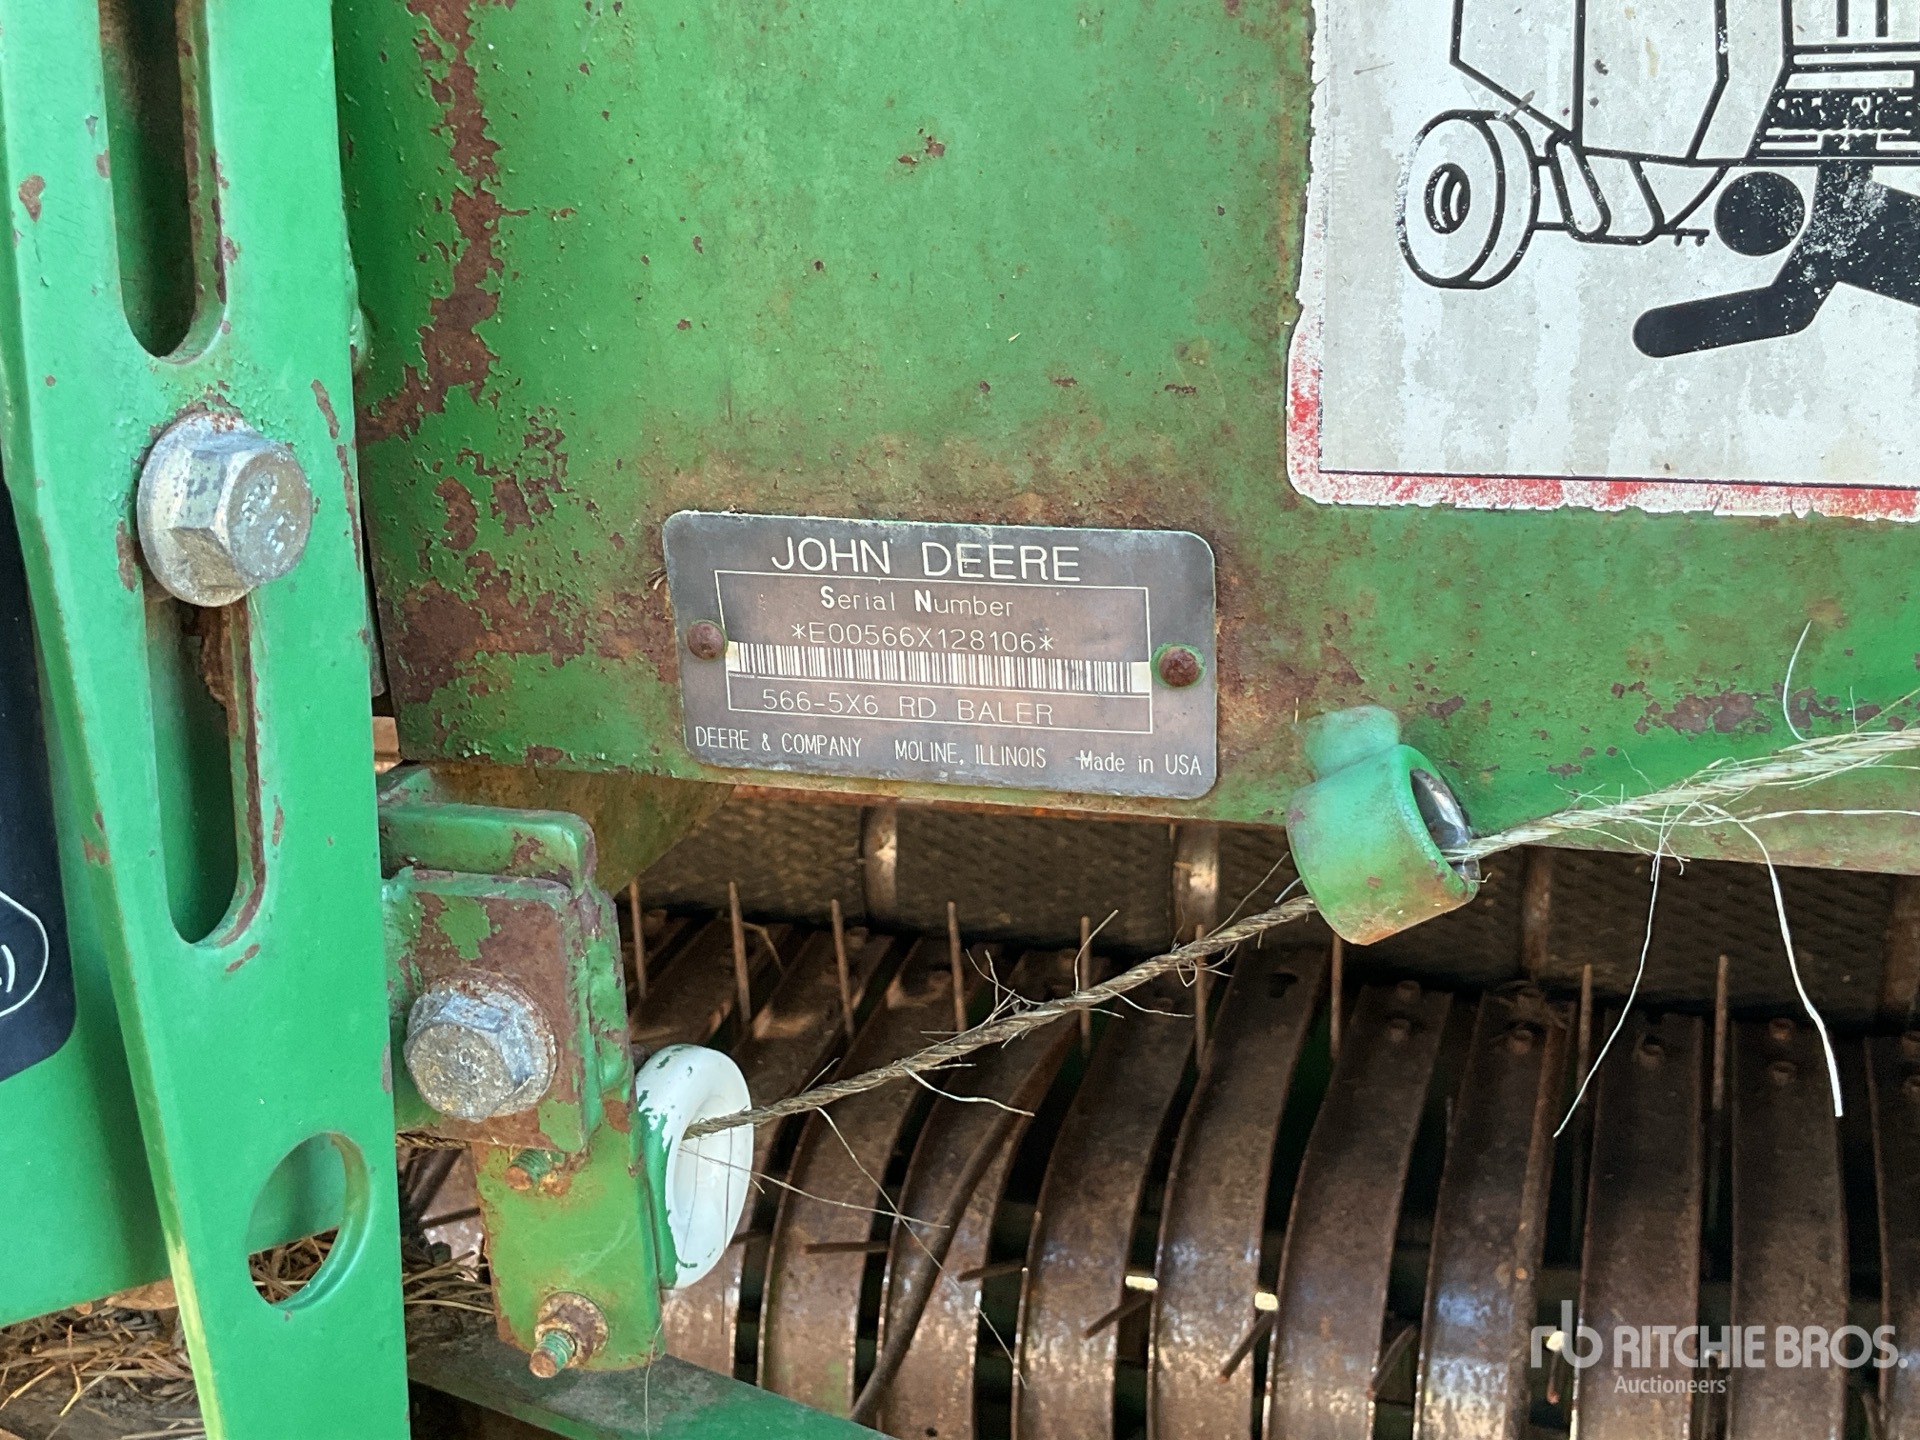 JOHN DEERE
Serial Number
*E00566X128106*
566-5X6 RD BALER
DEERE & COMPANY MOLINE, ILLINOIS Made in USA
rb RITCHIE BROS.
Auctioneers